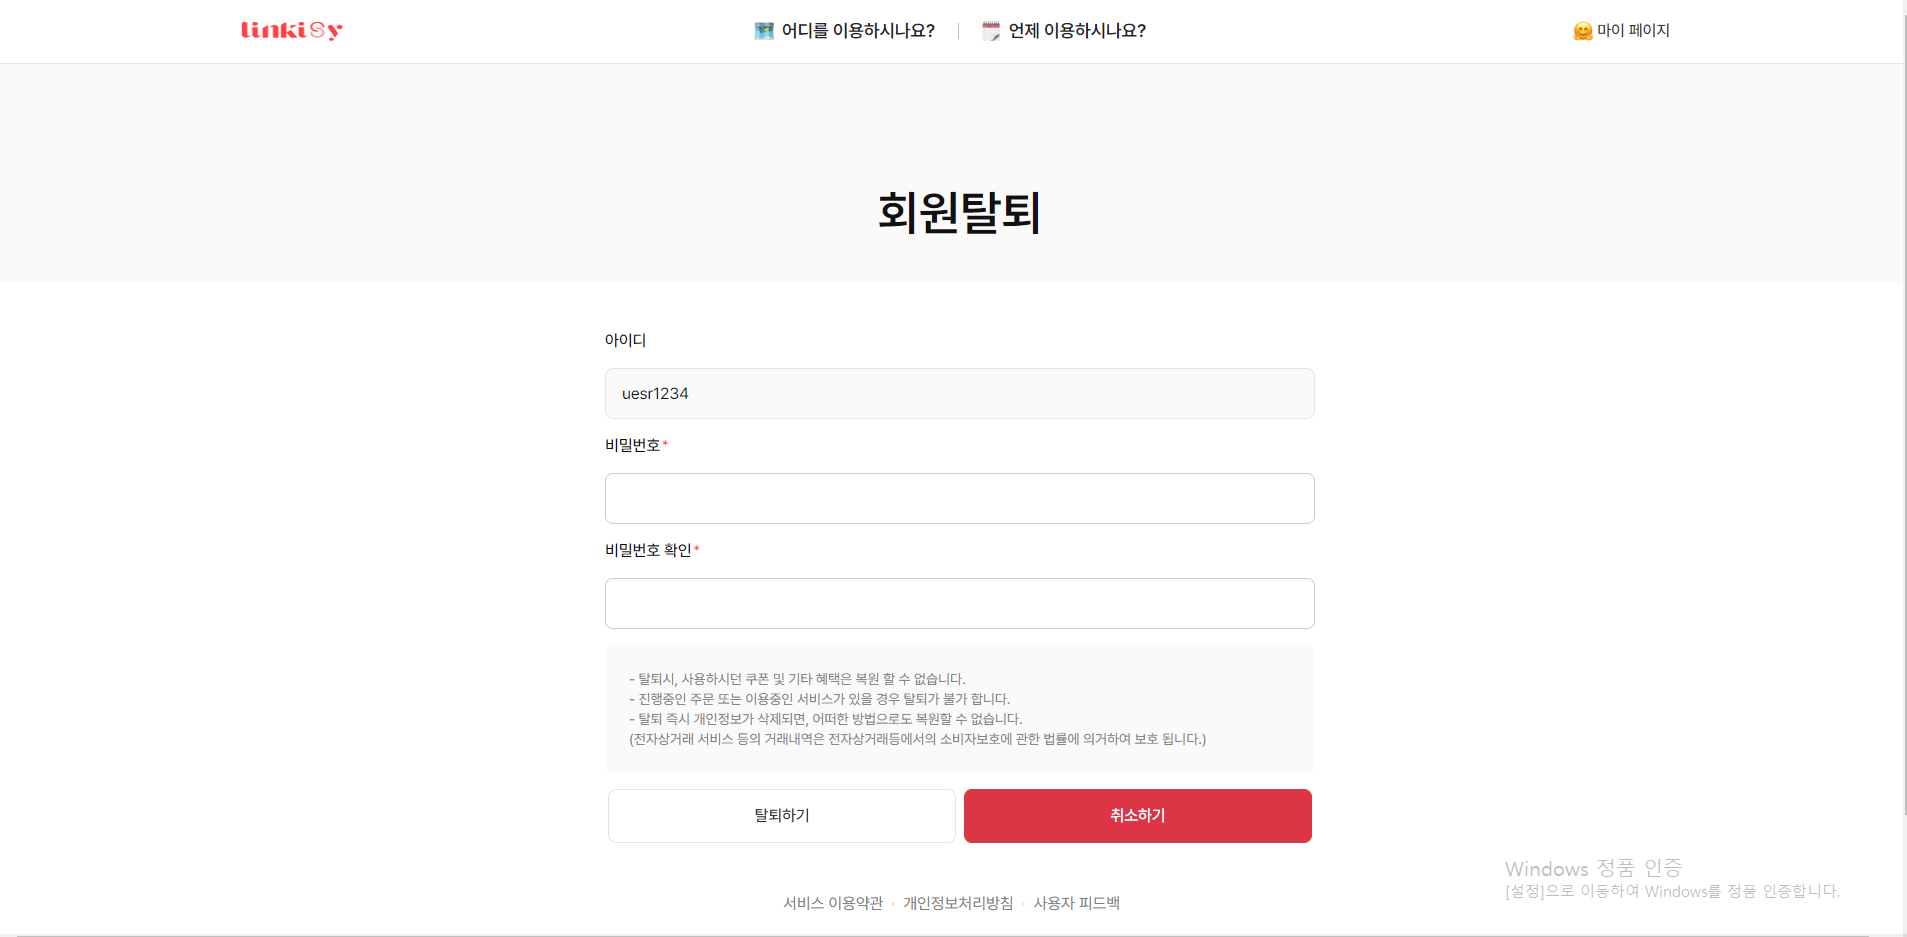 linkisy
어디를 이용하시나요?
언제 이용하시나요?
마이 페이지
회원탈퇴
아이디
uesr1234
비밀번호*
비밀번호 확인*
- 탈퇴시, 사용하시던 쿠폰 및 기타 혜택은 복원 할 수 없습니다.
- 진행중인 주문 또는 이용중인 서비스가 있을 경우 탈퇴가 불가 합니다.
- 탈퇴 즉시 개인정보가 삭제되면, 어떠한 방법으로도 복원할 수 없습니다.
(전자상거래 서비스 등의 거래내역은 전자상거래등에서의 소비자보호에 관한 법률에 의거하여 보호 됩니다.)
탈퇴하기
취소하기
Windows 정품 인증
[설정]으로 이동하여 Windows를 정품 인증합니다.
서비스 이용약관 • 개인정보처리방침 • 사용자 피드백